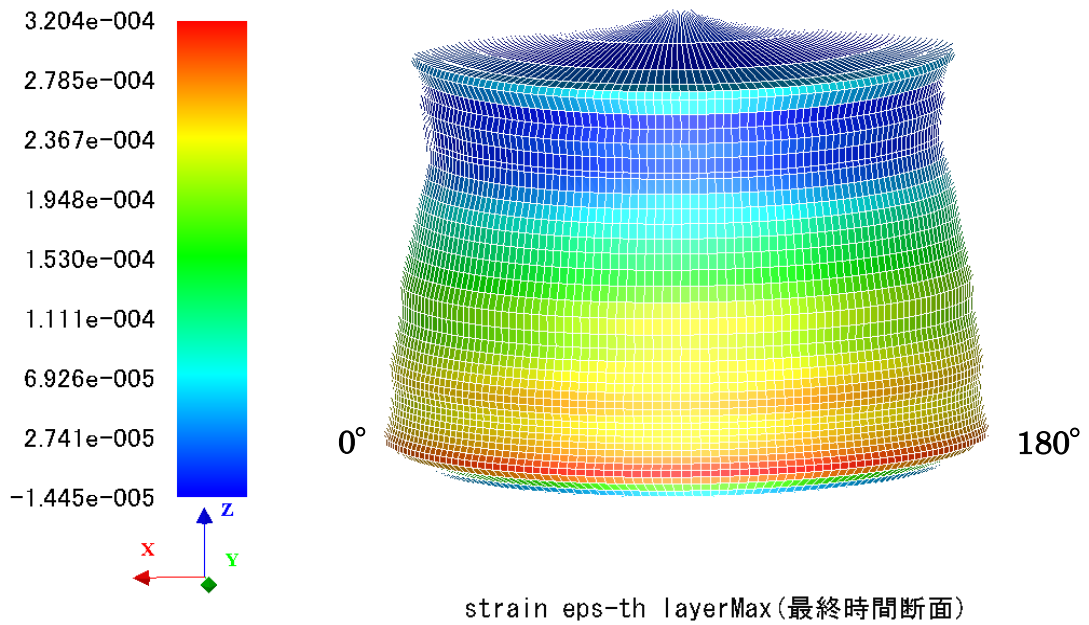 3.204e-004
2.785e-004
2.367e-004
1.948e-004
1.530e-004
1.111e-004
6.926e-005
2.741e-005
-1.445e-005
Z
X
Y
0°
180°
strain eps-th layerMax(最終時間断面)